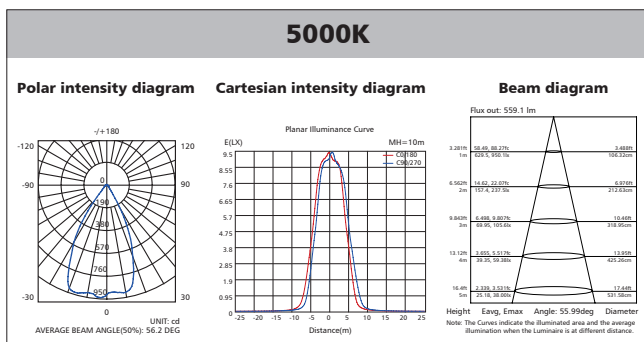 5000K
Polar intensity diagram
Cartesian intensity diagram
Beam diagram
-/+180
-120
120
-90
90
0
190
380
570
760
950
-30
30
0
UNIT: cd
AVERAGE BEAM ANGLE(50%): 56.2 DEG
Planar Illuminance Curve
E(LX)
MH=10m
C0/180
C90/270
9.5
8.55
7.6
6.65
5.7
4.75
3.8
2.85
1.9
0.95
-25 -20 -15 -10 -5 0 5 10 15 20 25
Distance(m)
Flux out: 559.1 lm
3.281ft 58.49, 88.27fc 3.488ft
1m 629.5, 950.1lx 106.32cm
6.562ft 14.62, 22.07fc 6.976ft
2m 157.4, 237.5lx 212.63cm
9.843ft 6.498, 9.807fc 10.46ft
3m 69.95, 105.6lx 318.95cm
13.12ft 3.655, 5.517fc 13.95ft
4m 39.35, 59.38lx 425.26cm
16.4ft 2.339, 3.531fc 17.44ft
5m 25.18, 38.00lx 531.58cm
Height Eavg, Emax Angle: 55.99deg Diameter
Note: The Curves indicate the illuminated area and the average
illumination when the Luminaire is at different distance.